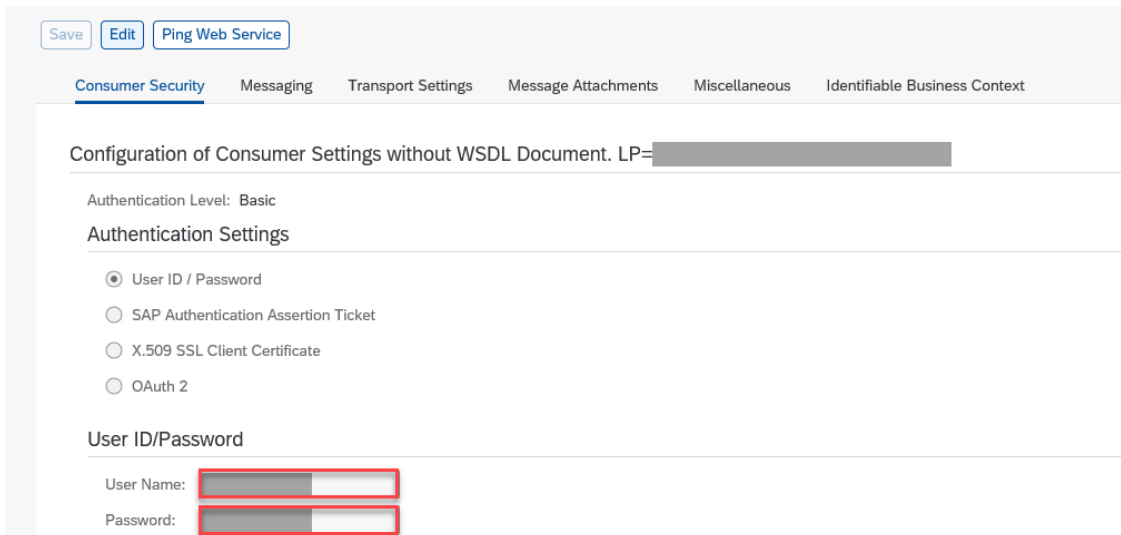 Save Edit Ping Web Service
Consumer Security Messaging Transport Settings Message Attachments Miscellaneous Identifiable Business Context
Configuration of Consumer Settings without WSDL Document. LP=
Authentication Level: Basic
Authentication Settings
User ID / Password
SAP Authentication Assertion Ticket
X.509 SSL Client Certificate
OAuth 2
User ID/Password
User Name:
Password: